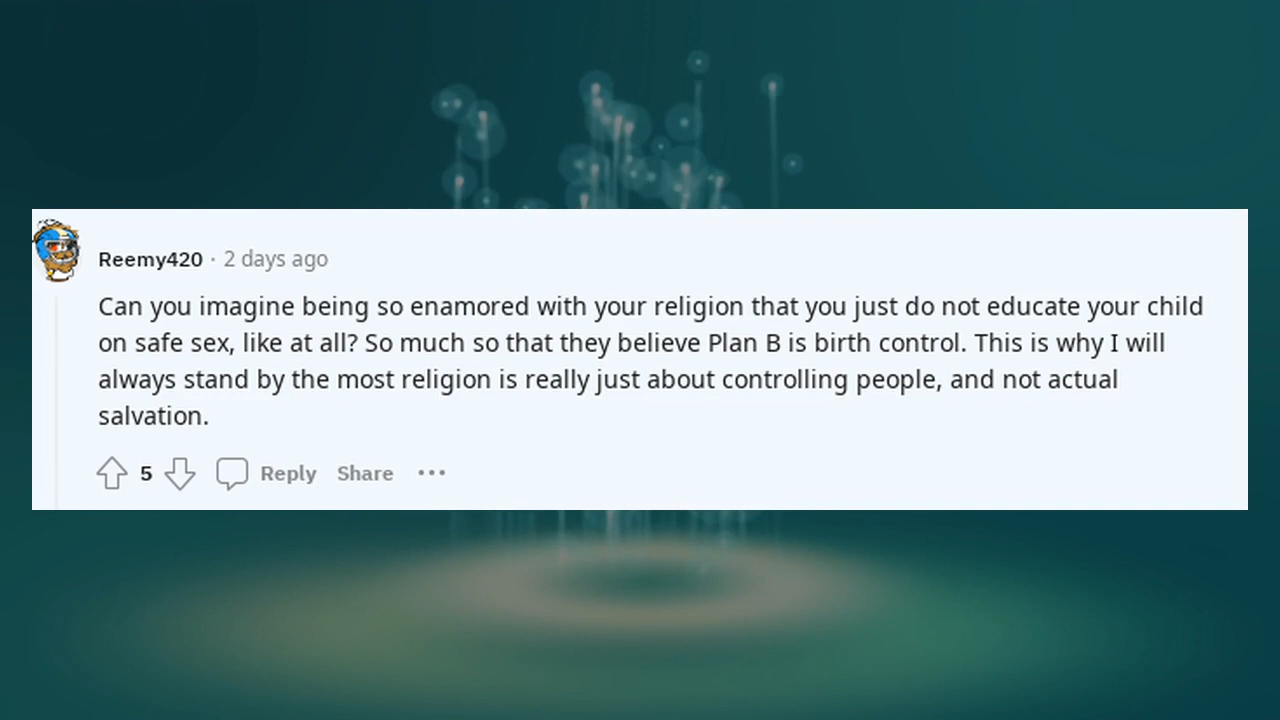 Reemy420 · 2 days ago
Can you imagine being so enamored with your religion that you just do not educate your child
on safe sex, like at all? So much so that they believe Plan B is birth control. This is why I will
always stand by the most religion is really just about controlling people, and not actual
salvation.
5 Reply Share ···